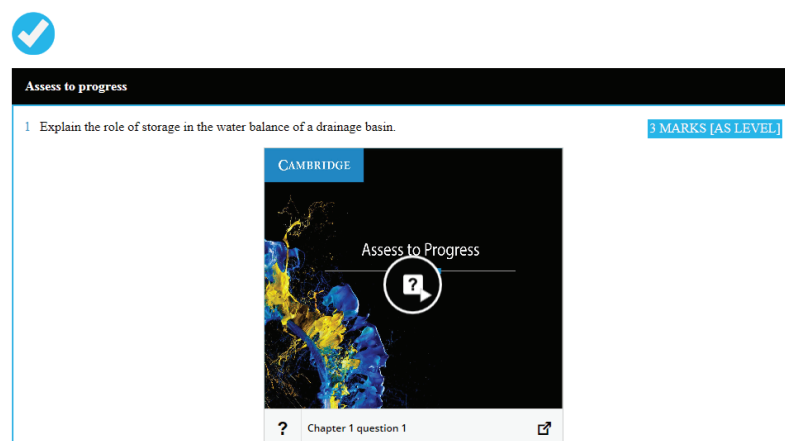 Assess to progress
1 Explain the role of storage in the water balance of a drainage basin.
3 MARKS [AS LEVEL]
CAMBRIDGE
Assess to Progress
?
? Chapter 1 question 1